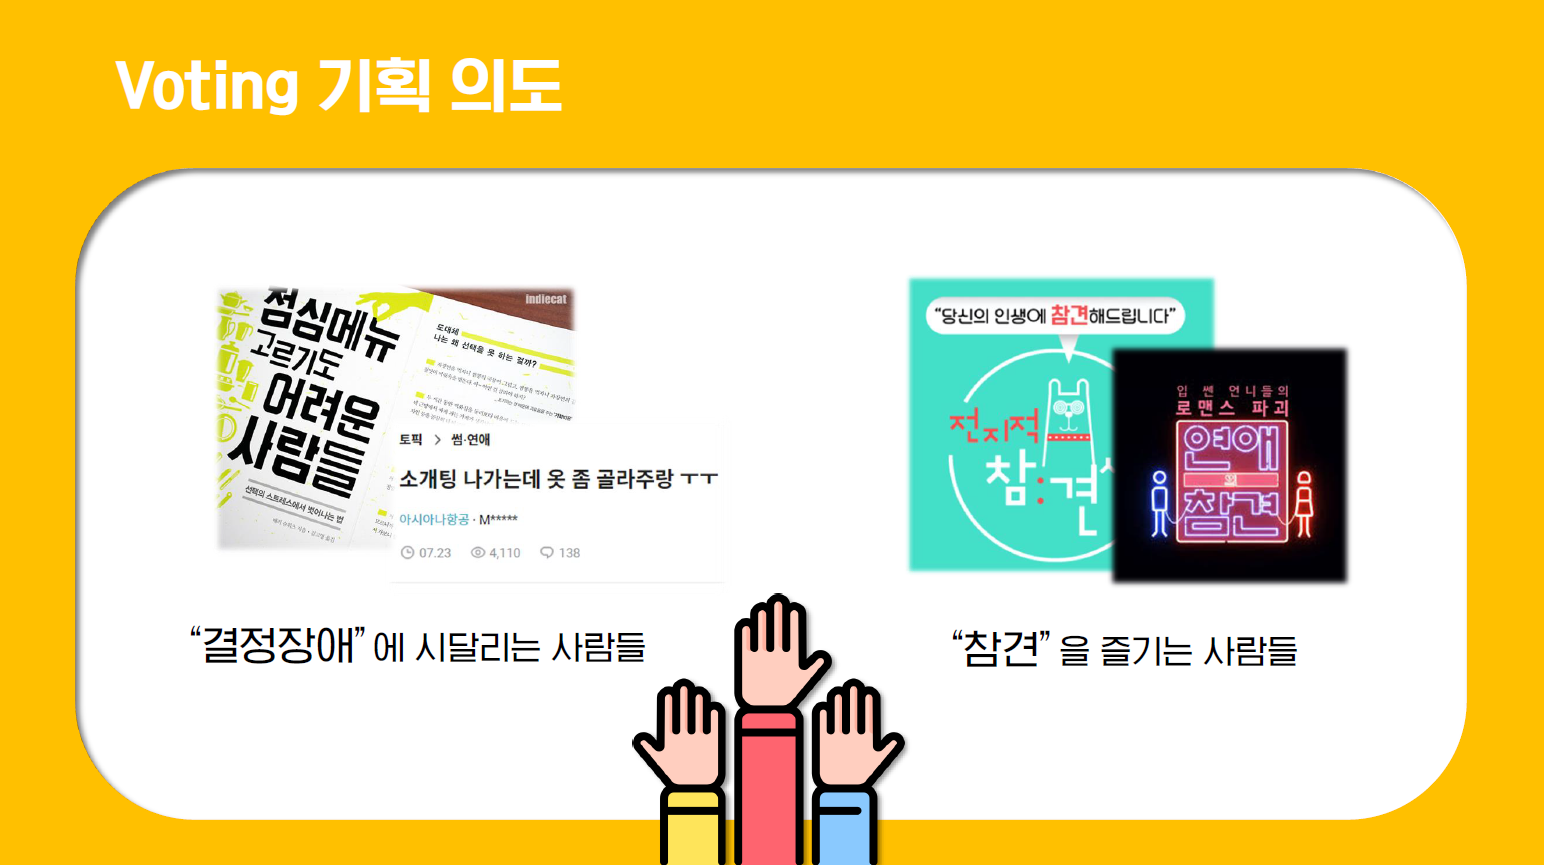 Voting 기획 의도
indiecat
점심메뉴
고르기도
어려운
사람들
선택의 스트레스에서 벗어나는 법
도대체
나는 왜 선택을 못 하는 걸까?
토픽 > 썸·연애
소개팅 나가는데 옷 좀 골라주랑 ㅜㅜ
아시아나항공 · M*****
07.23 4,110 138
“결정장애” 에 시달리는 사람들
“당신의 인생에 참견해드립니다”
전지적
참:견
입 쎈 언니들의
로맨스 파괴
연애
의
참견
“참견” 을 즐기는 사람들